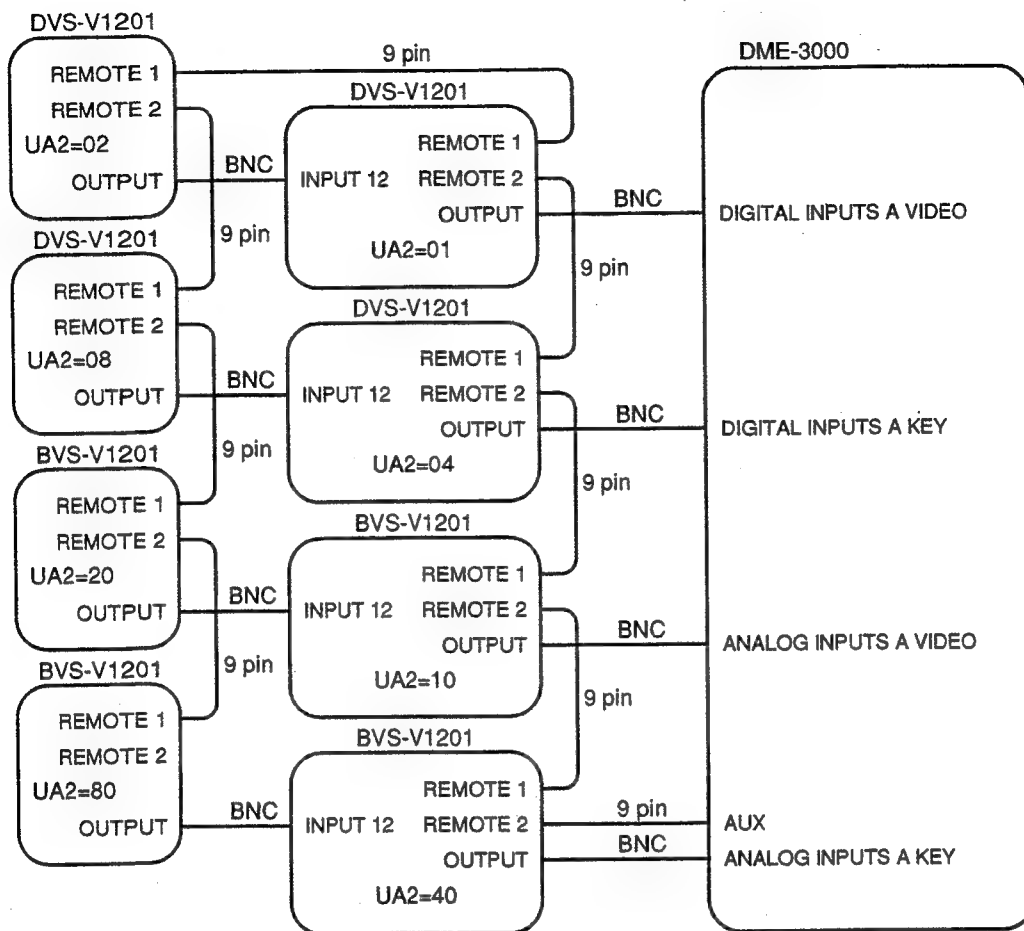 DVS-V1201
REMOTE 1
REMOTE 2
UA2=02
OUTPUT
9 pin
DVS-V1201
REMOTE 1
INPUT 12
REMOTE 2
OUTPUT
UA2=01
BNC
9 pin
BNC
9 pin
DME-3000
DIGITAL INPUTS A VIDEO
DVS-V1201
REMOTE 1
REMOTE 2
UA2=08
OUTPUT
DVS-V1201
REMOTE 1
INPUT 12
REMOTE 2
OUTPUT
UA2=04
BNC
9 pin
BNC
9 pin
DIGITAL INPUTS A KEY
BVS-V1201
REMOTE 1
REMOTE 2
UA2=20
OUTPUT
BVS-V1201
REMOTE 1
INPUT 12
REMOTE 2
OUTPUT
UA2=10
BNC
9 pin
BNC
9 pin
ANALOG INPUTS A VIDEO
BVS-V1201
REMOTE 1
REMOTE 2
UA2=80
OUTPUT
BVS-V1201
REMOTE 1
INPUT 12
REMOTE 2
OUTPUT
UA2=40
BNC
9 pin
BNC
AUX
ANALOG INPUTS A KEY